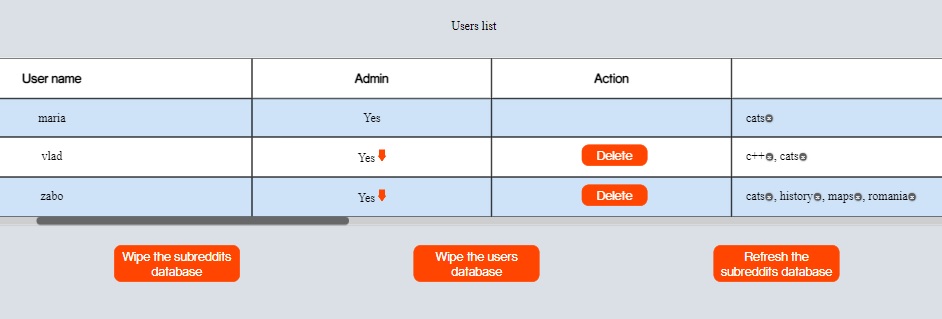 Users list
User name Admin Action
maria Yes cats
vlad Yes Delete c++, cats
zabo Yes Delete cats, history, maps, romania
Wipe the subreddits
database
Wipe the users
database
Refresh the
subreddits database